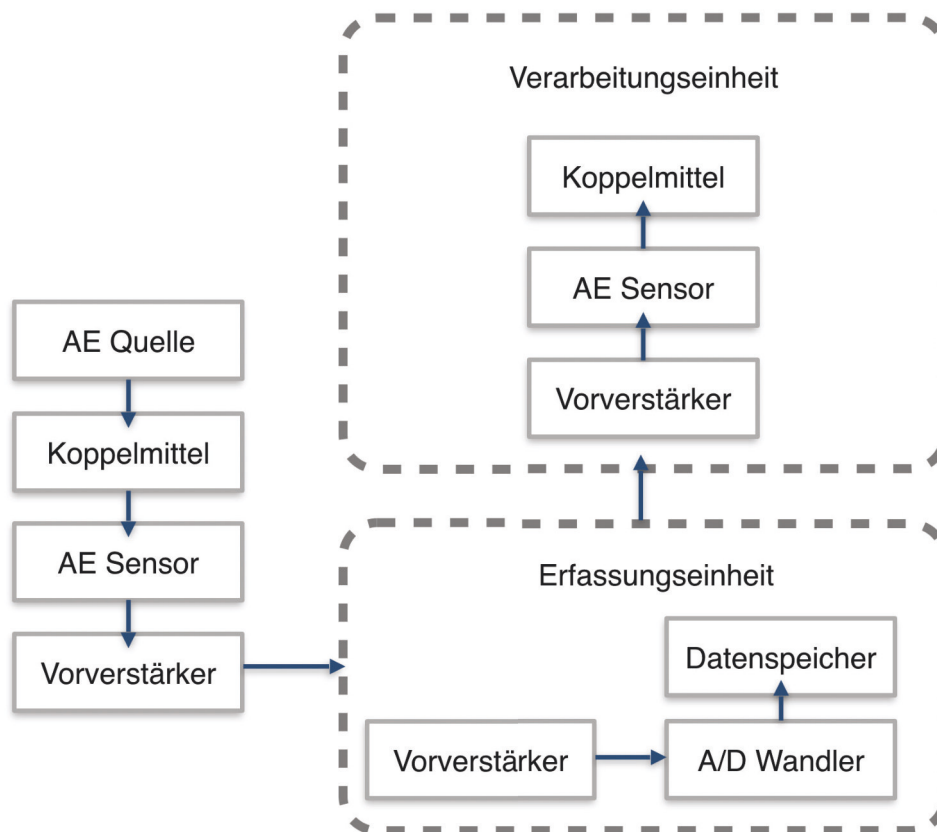 AE Quelle
Koppelmittel
AE Sensor
Vorverstärker
Erfassungseinheit
Vorverstärker
A/D Wandler
Datenspeicher
Verarbeitungseinheit
Koppelmittel
AE Sensor
Vorverstärker